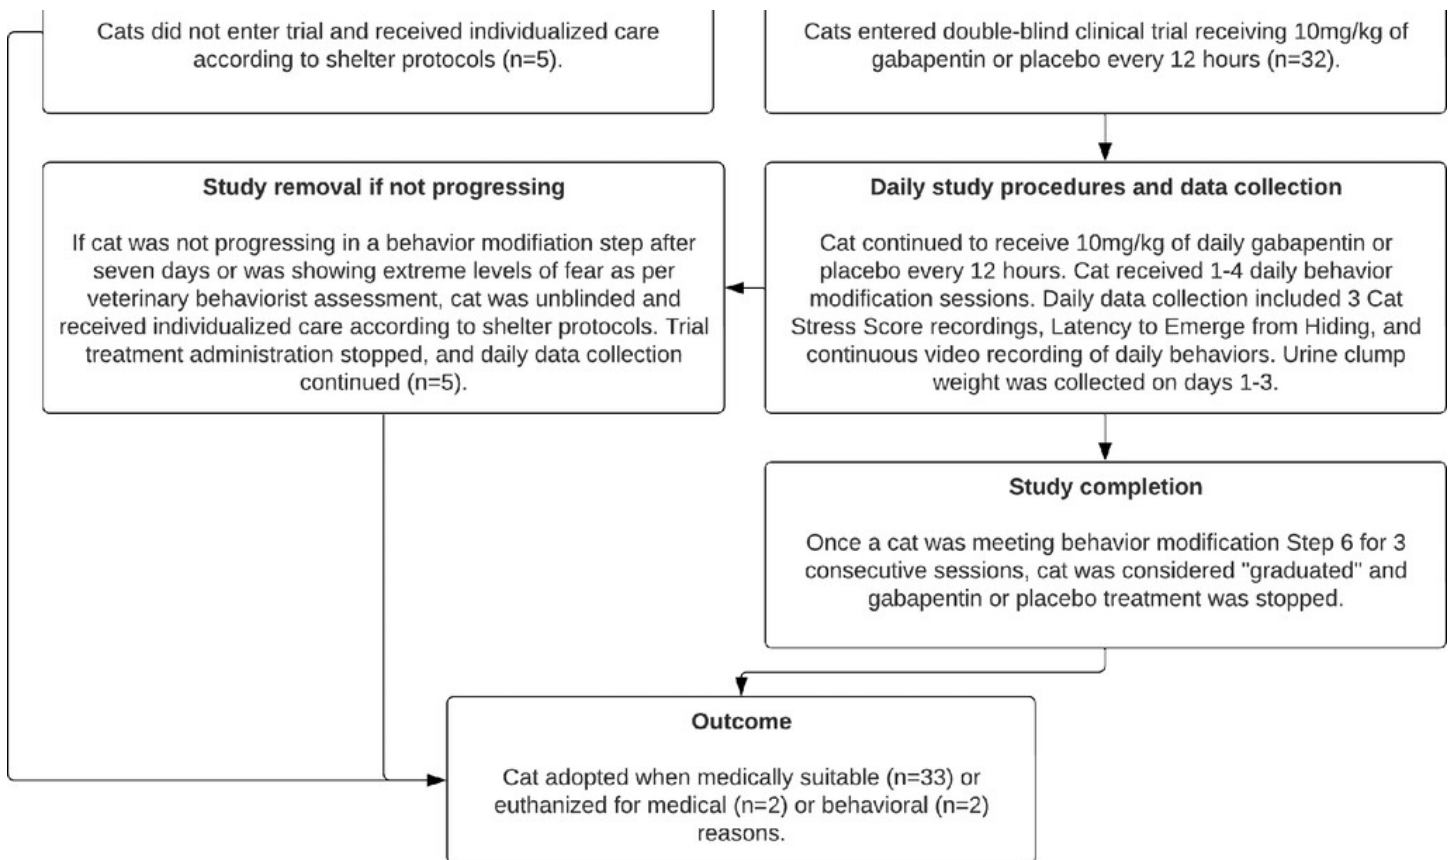 Cats did not enter trial and received individualized care
according to shelter protocols (n=5).
Cats entered double-blind clinical trial receiving 10mg/kg of
gabapentin or placebo every 12 hours (n=32).
Study removal if not progressing
If cat was not progressing in a behavior modifiation step after
seven days or was showing extreme levels of fear as per
veterinary behaviorist assessment, cat was unblinded and
received individualized care according to shelter protocols. Trial
treatment administration stopped, and daily data collection
continued (n=5).
Daily study procedures and data collection
Cat continued to receive 10mg/kg of daily gabapentin or
placebo every 12 hours. Cat received 1-4 daily behavior
modification sessions. Daily data collection included 3 Cat
Stress Score recordings, Latency to Emerge from Hiding, and
continuous video recording of daily behaviors. Urine clump
weight was collected on days 1-3.
Study completion
Once a cat was meeting behavior modification Step 6 for 3
consecutive sessions, cat was considered "graduated" and
gabapentin or placebo treatment was stopped.
Outcome
Cat adopted when medically suitable (n=33) or
euthanized for medical (n=2) or behavioral (n=2)
reasons.